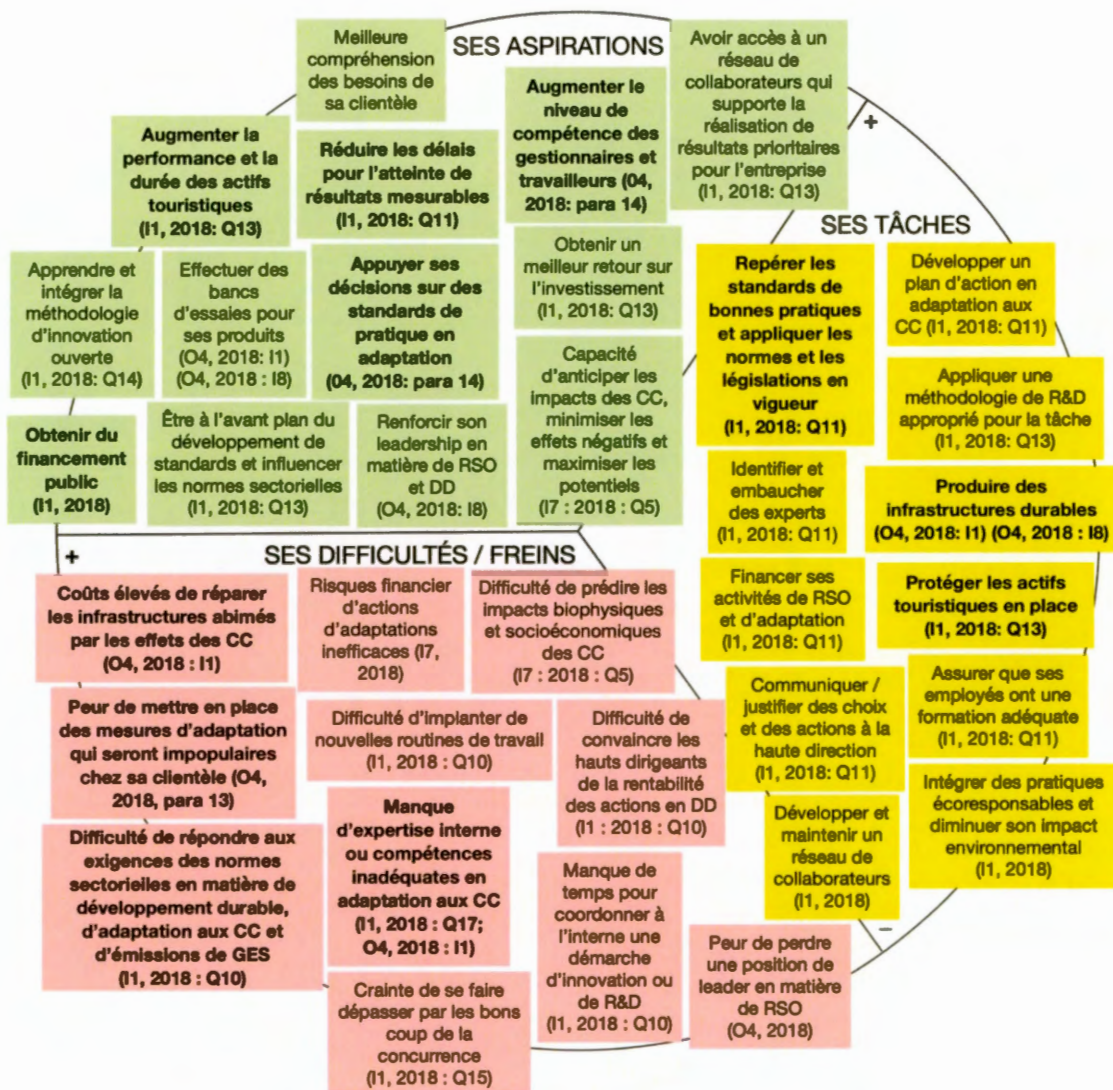 SES ASPIRATIONS
Meilleure
compréhension
des besoins de
sa clientèle
Augmenter le
niveau de
compétence des
gestionnaires et
travailleurs (04,
2018: para 14)
Avoir accès à un
réseau de
collaborateurs qui
supporte la
réalisation de
résultats prioritaires
pour l'entreprise
(I1, 2018: Q13)
Augmenter la
performance et la
durée des actifs
touristiques
(I1, 2018: Q13)
Réduire les délais
pour l'atteinte de
résultats mesurables
(I1, 2018: Q11)
Apprendre et
intégrer la
méthodologie
d'innovation
ouverte
(I1, 2018: Q14)
Effectuer des
bancs
d'essaies pour
ses produits
(O4, 2018: I1)
(O4, 2018 : I8)
Appuyer ses
décisions sur des
standards de
pratique en
adaptation
(04, 2018: para 14)
Obtenir un
meilleur retour sur
l'investissement
(I1, 2018: Q13)
Obtenir du
financement
public
(I1, 2018)
Être à l'avant plan du
développement de
standards et influencer
les normes sectorielles
(I1, 2018: Q13)
Renforcir son
leadership en
matière de RSO
et DD
(O4, 2018: I8)
Capacité
d'anticiper les
impacts des CC,
minimiser les
effets négatifs et
maximiser les
potentiels
(I7 : 2018 : Q5)
+
SES TÂCHES
Repérer les
standards de
bonnes pratiques
et appliquer les
normes et les
législations en
vigueur
(I1, 2018: Q11)
Développer un
plan d'action en
adaptation aux
CC (I1, 2018: Q11)
Appliquer une
méthodologie de R&D
approprié pour la tâche
(I1, 2018: Q13)
Identifier et
embaucher
des experts
(I1, 2018: Q11)
Produire des
infrastructures durables
(O4, 2018: I1) (O4, 2018 : I8)
Financer ses
activités de RSO
et d'adaptation
(I1, 2018: Q11)
Protéger les actifs
touristiques en place
(I1, 2018: Q13)
Communiquer /
justifier des choix
et des actions à la
haute direction
(I1, 2018: Q11)
Assurer que ses
employés ont une
formation adéquate
(I1, 2018: Q11)
Développer et
maintenir un
réseau de
collaborateurs
(I1, 2018)
Intégrer des pratiques
écoresponsables et
diminuer son impact
environnemental
(I1, 2018)
–
+
SES DIFFICULTÉS / FREINS
Coûts élevés de réparer
les infrastructures abimés
par les effets des CC
(O4, 2018 : I1)
Risques financier
d'actions
d'adaptations
inefficaces (I7,
2018)
Difficulté de prédire les
impacts biophysiques
et socioéconomiques
des CC
(I7 : 2018 : Q5)
Peur de mettre en place
des mesures d'adaptation
qui seront impopulaires
chez sa clientèle (O4,
2018, para 13)
Difficulté d'implanter de
nouvelles routines de travail
(I1, 2018 : Q10)
Difficulté de
convaincre les
hauts dirigeants
de la rentabilité
des actions en DD
(I1 : 2018 : Q10)
Difficulté de répondre aux
exigences des normes
sectorielles en matière de
développement durable,
d'adaptation aux CC et
d'émissions de GES
(I1, 2018 : Q10)
Manque
d'expertise interne
ou compétences
inadéquates en
adaptation aux CC
(I1, 2018 : Q17;
O4, 2018 : I1)
Manque de
temps pour
coordonner à
l'interne une
démarche
d'innovation ou
de R&D
(I1, 2018 : Q10)
Crainte de se faire
dépasser par les bons
coup de la
concurrence
(I1, 2018 : Q15)
Peur de perdre
une position de
leader en matière
de RSO
(O4, 2018)